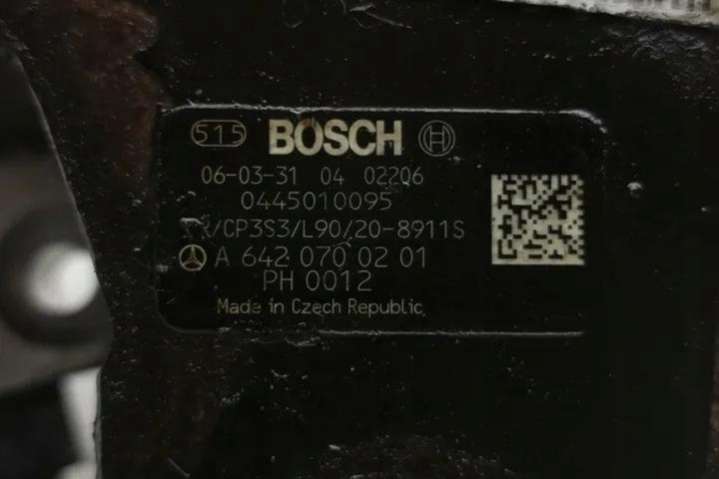 515 BOSCH
06-03-31 04 02206
0445010095
/CP3S3/L90/20-8911S
A 642 070 02 01
PH 0012
Made in Czech Republic